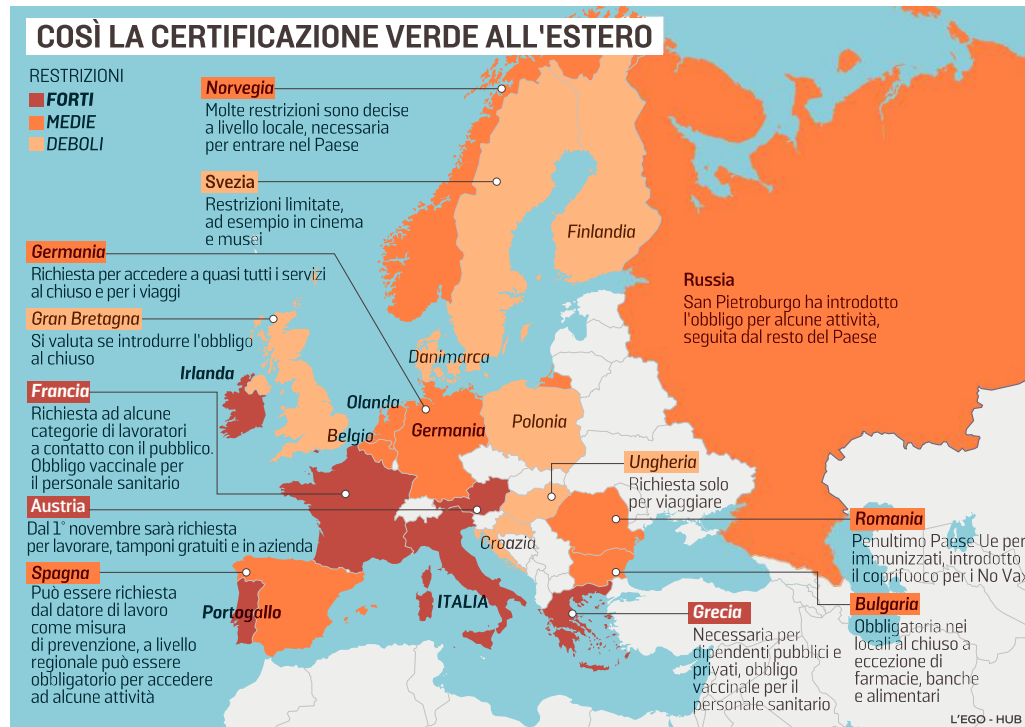 COSÌ LA CERTIFICAZIONE VERDE ALL'ESTERO
RESTRIZIONI
FORTI
MEDIE
DEBOLI
Norvegia
Molte restrizioni sono decise
a livello locale, necessaria
per entrare nel Paese
Svezia
Restrizioni limitate,
ad esempio in cinema
e musei
Finlandia
Germania
Richiesta per accedere a quasi tutti i servizi
al chiuso e per i viaggi
Russia
San Pietroburgo ha introdotto
l'obbligo per alcune attività,
seguita dal resto del Paese
Gran Bretagna
Si valuta se introdurre l'obbligo
al chiuso
Danimarca
Irlanda
Francia
Richiesta ad alcune
categorie di lavoratori
a contatto con il pubblico.
Obbligo vaccinale per
il personale sanitario
Olanda
Belgio
Germania
Polonia
Ungheria
Richiesta solo
per viaggiare
Austria
Dal 1° novembre sarà richiesta
per lavorare, tamponi gratuiti e in azienda
Croazia
Romania
Penultimo Paese Ue per
immunizzati, introdotto
il coprifuoco per i No Vax
Spagna
Può essere richiesta
dal datore di lavoro
come misura
di prevenzione, a livello
regionale può essere
obbligatorio per accedere
ad alcune attività
Portogallo
ITALIA
Grecia
Necessaria per
dipendenti pubblici e
privati, obbligo
vaccinale per il
personale sanitario
Bulgaria
Obbligatoria nei
locali al chiuso a
eccezione di
farmacie, banche
e alimentari
L'EGO - HUB